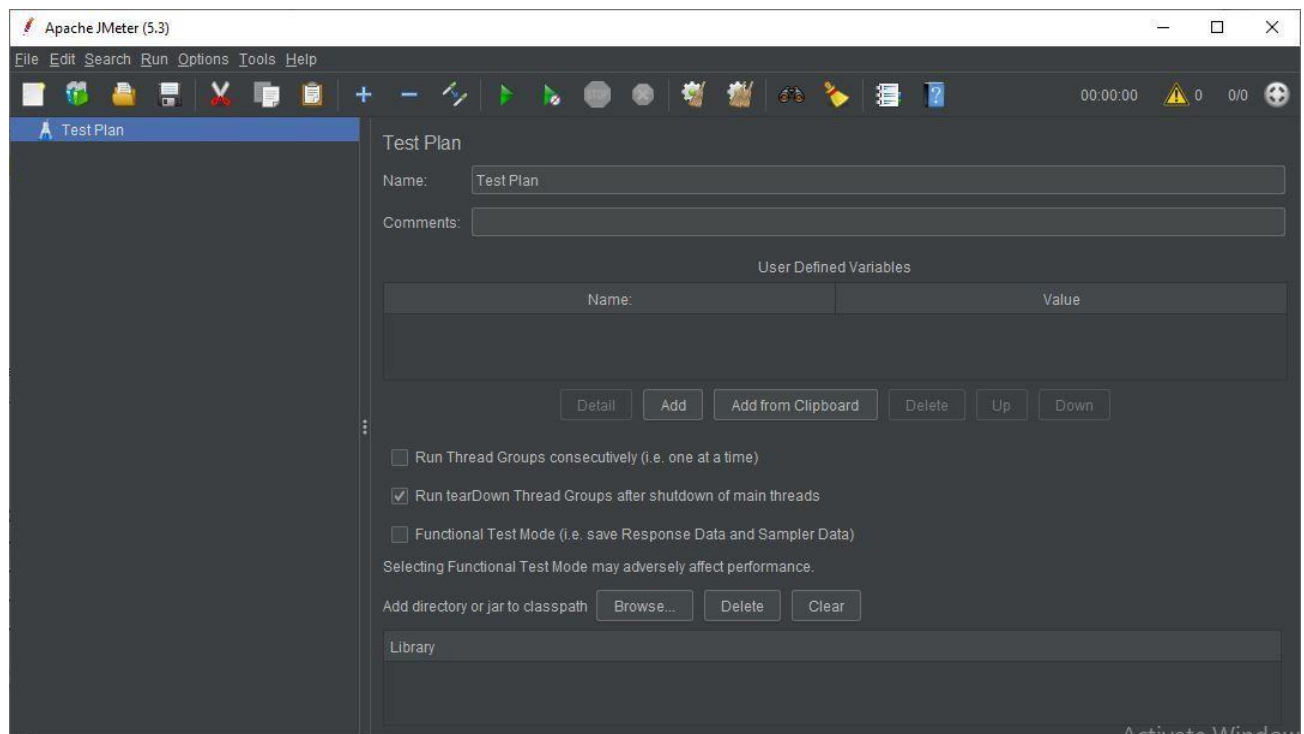 Apache JMeter (5.3)
File Edit Search Run Options Tools Help
STOP 00:00:00 0 0/0
Test Plan
Test Plan
Name: Test Plan
Comments:
User Defined Variables
Name: Value
Detail Add Add from Clipboard Delete Up Down
Run Thread Groups consecutively (i.e. one at a time)
Run tearDown Thread Groups after shutdown of main threads
Functional Test Mode (i.e. save Response Data and Sampler Data)
Selecting Functional Test Mode may adversely affect performance.
Add directory or jar to classpath Browse... Delete Clear
Library